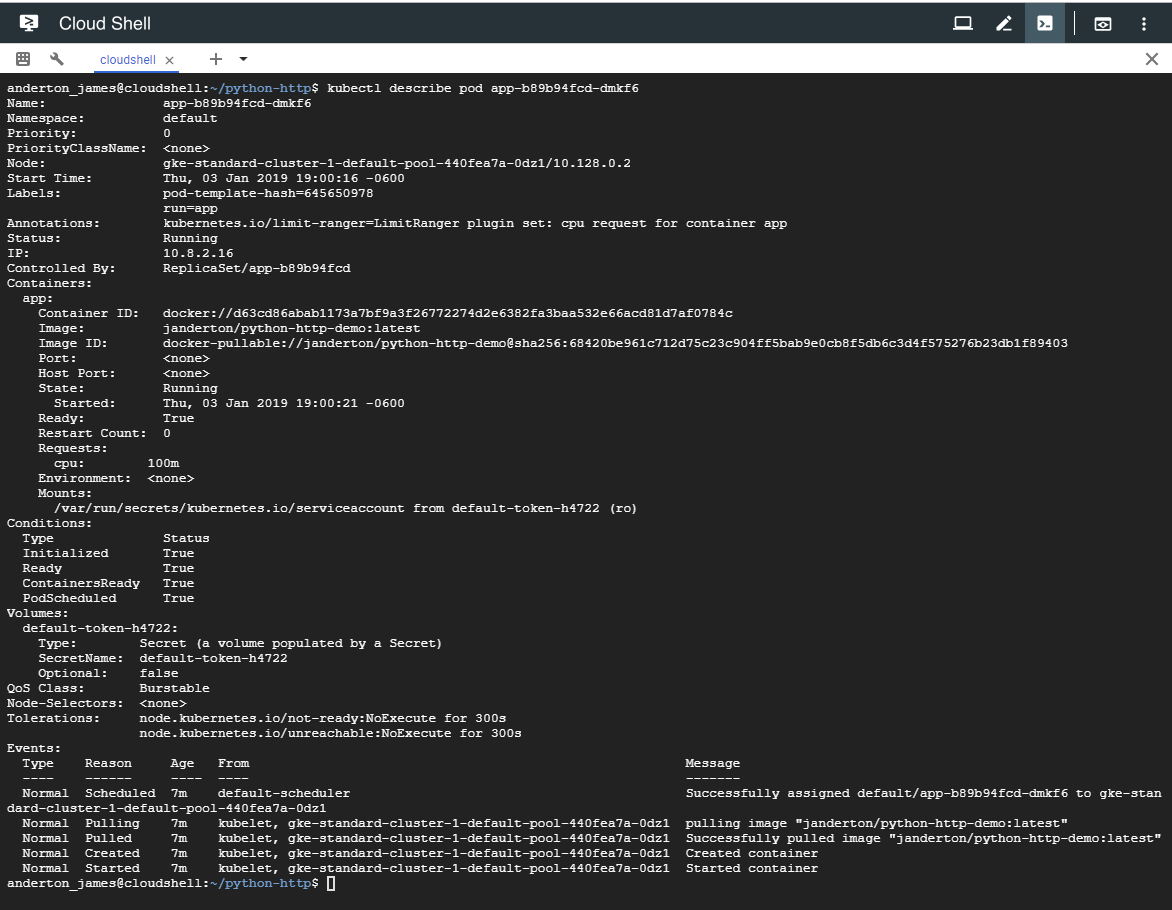 Cloud Shell
cloudshell
anderton_james@cloudshell:~/python-http$ kubectl describe pod app-b89b94fcd-dmkf6
Name:               app-b89b94fcd-dmkf6
Namespace:          default
Priority:           0
PriorityClassName:  <none>
Node:               gke-standard-cluster-1-default-pool-440fea7a-0dz1/10.128.0.2
Start Time:         Thu, 03 Jan 2019 19:00:16 -0600
Labels:             pod-template-hash=645650978
                    run=app
Annotations:        kubernetes.io/limit-ranger=LimitRanger plugin set: cpu request for container app
Status:             Running
IP:                 10.8.2.16
Controlled By:      ReplicaSet/app-b89b94fcd
Containers:
  app:
    Container ID:   docker://d63cd86abab1173a7bf9a3f26772274d2e6382fa3baa532e66acd81d7af0784c
    Image:          janderton/python-http-demo:latest
    Image ID:       docker-pullable://janderton/python-http-demo@sha256:68420be961c712d75c23c904ff5bab9e0cb8f5db6c3d4f575276b23db1f89403
    Port:           <none>
    Host Port:      <none>
    State:          Running
      Started:      Thu, 03 Jan 2019 19:00:21 -0600
    Ready:          True
    Restart Count:  0
    Requests:
      cpu:        100m
    Environment:  <none>
    Mounts:
      /var/run/secrets/kubernetes.io/serviceaccount from default-token-h4722 (ro)
Conditions:
  Type              Status
  Initialized       True
  Ready             True
  ContainersReady   True
  PodScheduled      True
Volumes:
  default-token-h4722:
    Type:        Secret (a volume populated by a Secret)
    SecretName:  default-token-h4722
    Optional:    false
QoS Class:       Burstable
Node-Selectors:  <none>
Tolerations:     node.kubernetes.io/not-ready:NoExecute for 300s
                 node.kubernetes.io/unreachable:NoExecute for 300s
Events:
  Type    Reason     Age   From                                                        Message
  ----    ------     ----  ----                                                        -------
  Normal  Scheduled  7m    default-scheduler                                           Successfully assigned default/app-b89b94fcd-dmkf6 to gke-stan
dard-cluster-1-default-pool-440fea7a-0dz1
  Normal  Pulling    7m    kubelet, gke-standard-cluster-1-default-pool-440fea7a-0dz1  pulling image "janderton/python-http-demo:latest"
  Normal  Pulled     7m    kubelet, gke-standard-cluster-1-default-pool-440fea7a-0dz1  Successfully pulled image "janderton/python-http-demo:latest"
  Normal  Created    7m    kubelet, gke-standard-cluster-1-default-pool-440fea7a-0dz1  Created container
  Normal  Started    7m    kubelet, gke-standard-cluster-1-default-pool-440fea7a-0dz1  Started container
anderton_james@cloudshell:~/python-http$